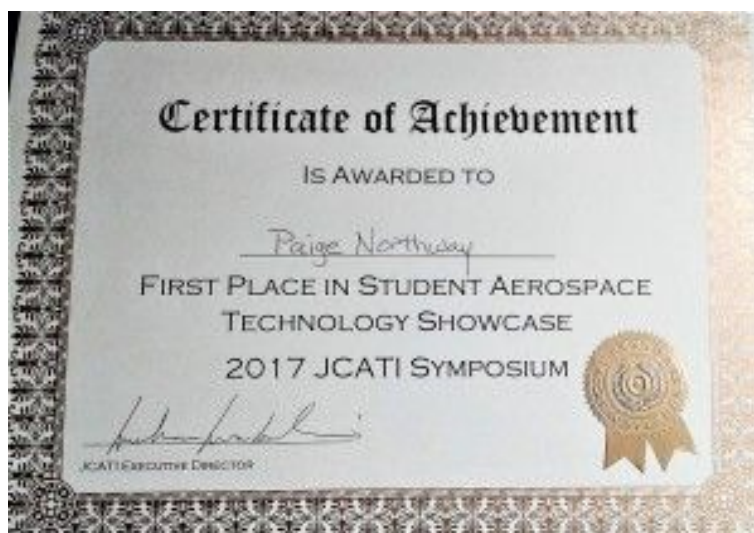 Certificate of Achievement
IS AWARDED TO
Paige Northway
FIRST PLACE IN STUDENT AEROSPACE
TECHNOLOGY SHOWCASE
2017 JCATI SYMPOSIUM
JCATI EXECUTIVE DIRECTOR